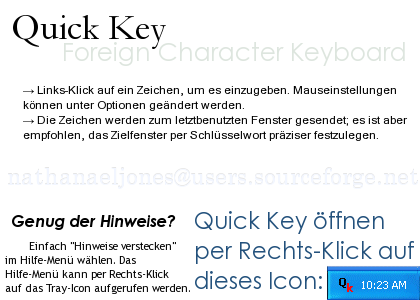 Quick Key
Foreign Character Keyboard
→ Links-Klick auf ein Zeichen, um es einzugeben. Mauseinstellungen
können unter Optionen geändert werden.
→ Die Zeichen werden zum letztbenutzten Fenster gesendet; es ist aber
empfohlen, das Zielfenster per Schlüsselwort präziser festzulegen.
nathanaeljones@users.sourceforge.net
Genug der Hinweise?
Einfach "Hinweise verstecken"
im Hilfe-Menü wählen. Das
Hilfe-Menü kann per Rechts-Klick
auf das Tray-Icon aufgerufen werden.
Quick Key öffnen
per Rechts-Klick auf
dieses Icon:
Qk 10:23 AM